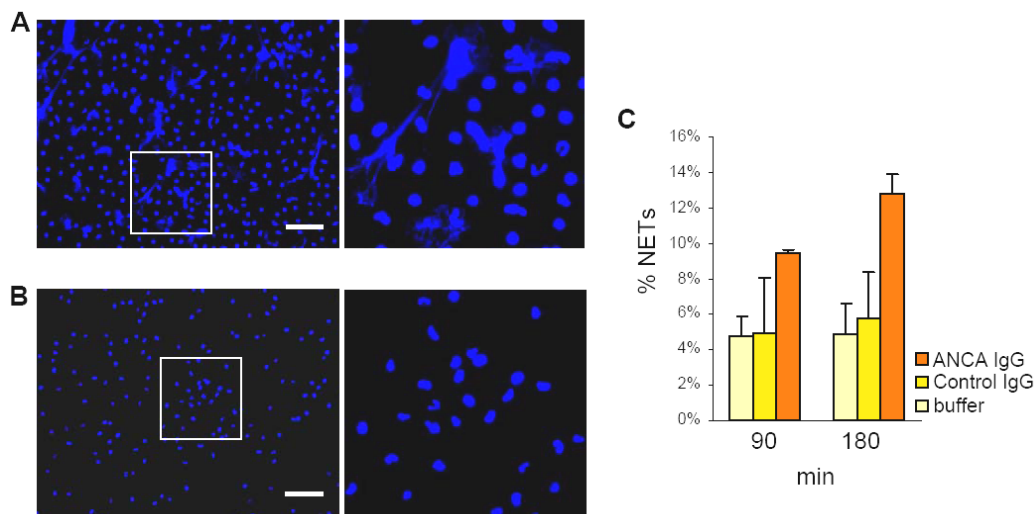 A
B
C
% NETs
16%
14%
12%
10%
8%
6%
4%
2%
0%
90
180
min
ANCA IgG
Control IgG
buffer